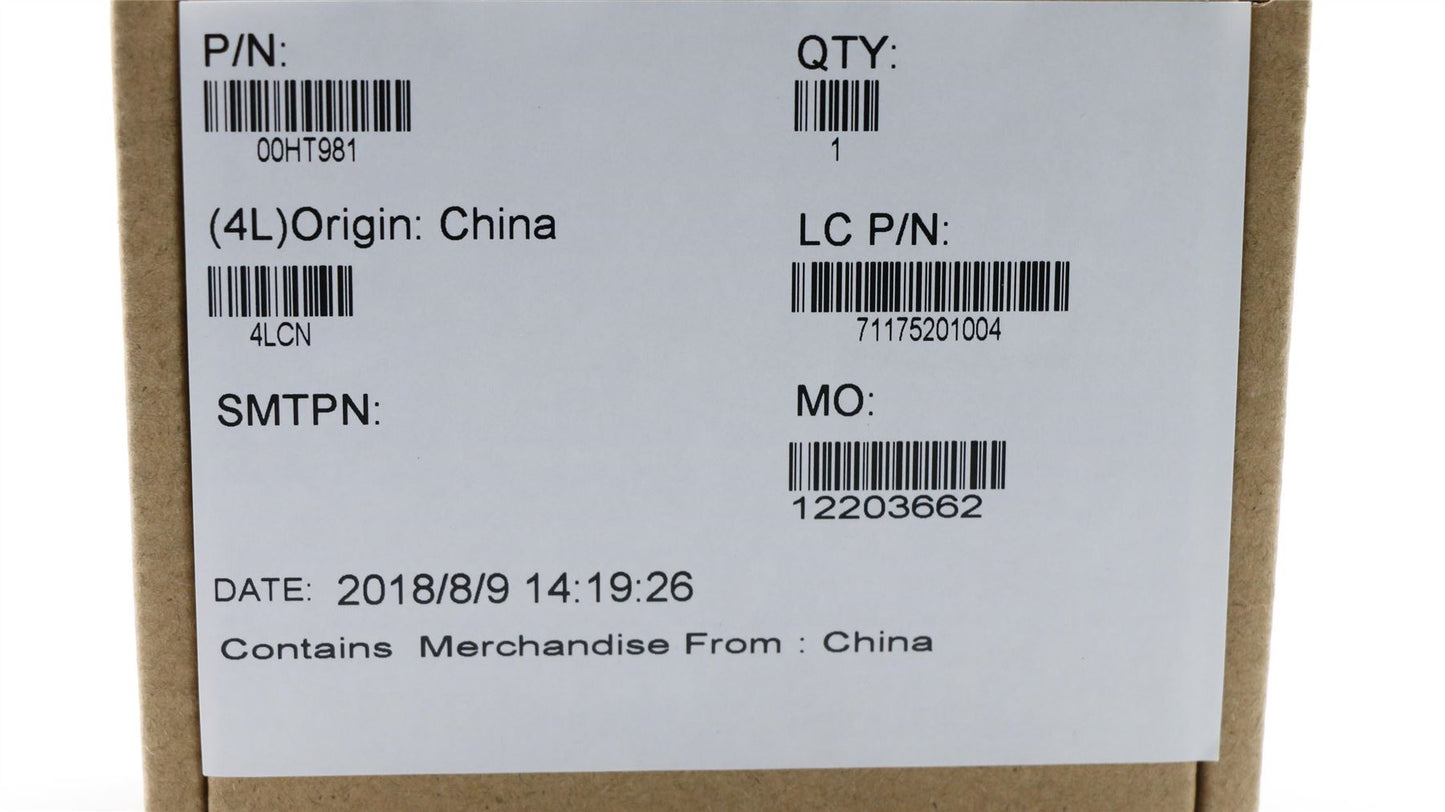 P/N:
00HT981
QTY:
1
(4L)Origin: China
4LCN
LC P/N:
71175201004
SMTPN:
MO:
12203662
DATE: 2018/8/9 14:19:26
Contains Merchandise From : China